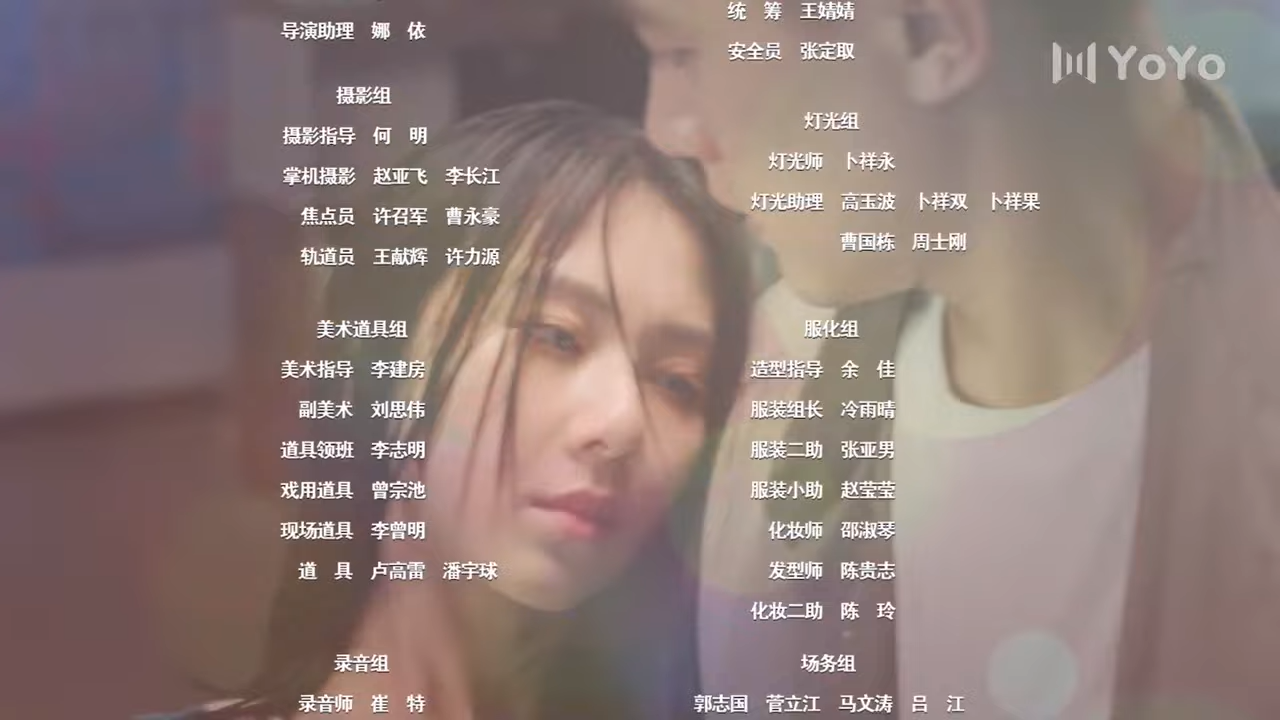 导演助理 娜 依
摄影组
摄影指导 何 明
掌机摄影 赵亚飞 李长江
焦点员 许召军 曹永豪
轨道员 王献辉 许力源
美术道具组
美术指导 李建房
副美术 刘思伟
道具领班 李志明
戏用道具 曾宗池
现场道具 李曾明
道 具 卢高雷 潘宇球
录音组
录音师 崔 特
统 筹 王婧婧
安全员 张定取
灯光组
灯光师 卜祥永
灯光助理 高玉波 卜祥双 卜祥果
曹国栋 周士刚
服化组
造型指导 余 佳
服装组长 冷雨晴
服装二助 张亚男
服装小助 赵莹莹
化妆师 邵淑琴
发型师 陈贵志
化妆二助 陈 玲
场务组
郭志国 菅立江 马文涛 吕 江
YoYo